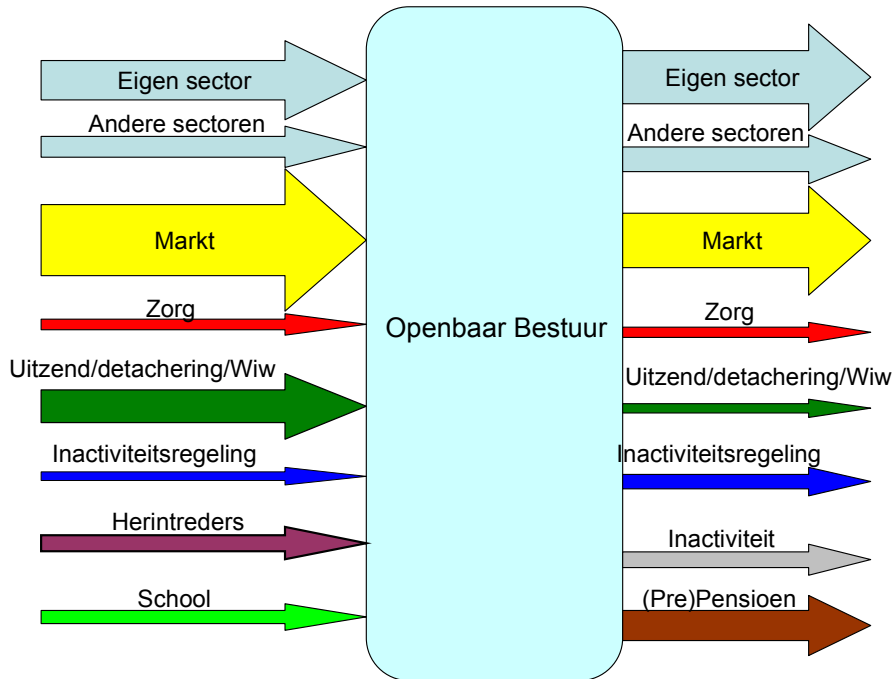 Eigen sector
Andere sectoren
Markt
Zorg
Uitzend/detachering/Wiw
Inactiviteitsregeling
Herintreders
School
Openbaar Bestuur
Eigen sector
Andere sectoren
Markt
Zorg
Uitzend/detachering/Wiw
Inactiviteitsregeling
Inactiviteit
(Pre)Pensioen